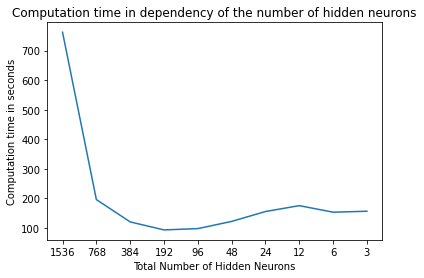 Computation time in dependency of the number of hidden neurons
Computation time in seconds
700
600
500
400
300
200
100
1536 768 384 192 96 48 24 12 6 3
Total Number of Hidden Neurons